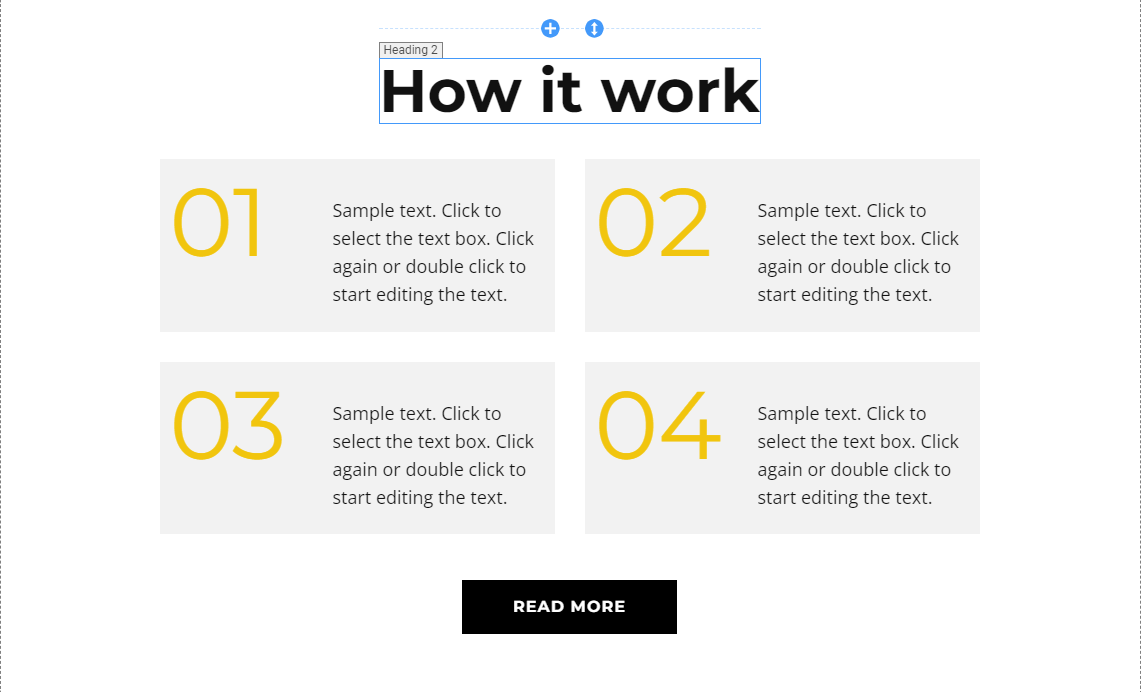 Heading 2
How it work
01
Sample text. Click to
select the text box. Click
again or double click to
start editing the text.
02
Sample text. Click to
select the text box. Click
again or double click to
start editing the text.
03
Sample text. Click to
select the text box. Click
again or double click to
start editing the text.
04
Sample text. Click to
select the text box. Click
again or double click to
start editing the text.
READ MORE